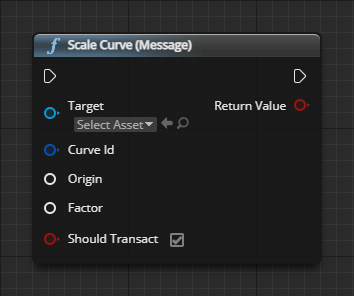 f Scale Curve (Message)
Target
Return Value
Select Asset
Curve Id
Origin
Factor
Should Transact